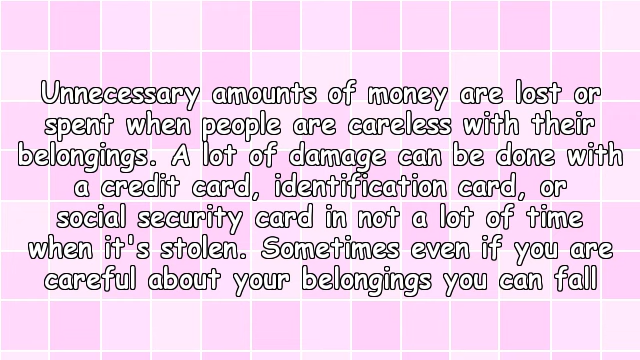 Unnecessary amounts of money are lost or
spent when people are careless with their
belongings. A lot of damage can be done with
a credit card, identification card, or
social security card in not a lot of time
when it's stolen. Sometimes even if you are
careful about your belongings you can fall